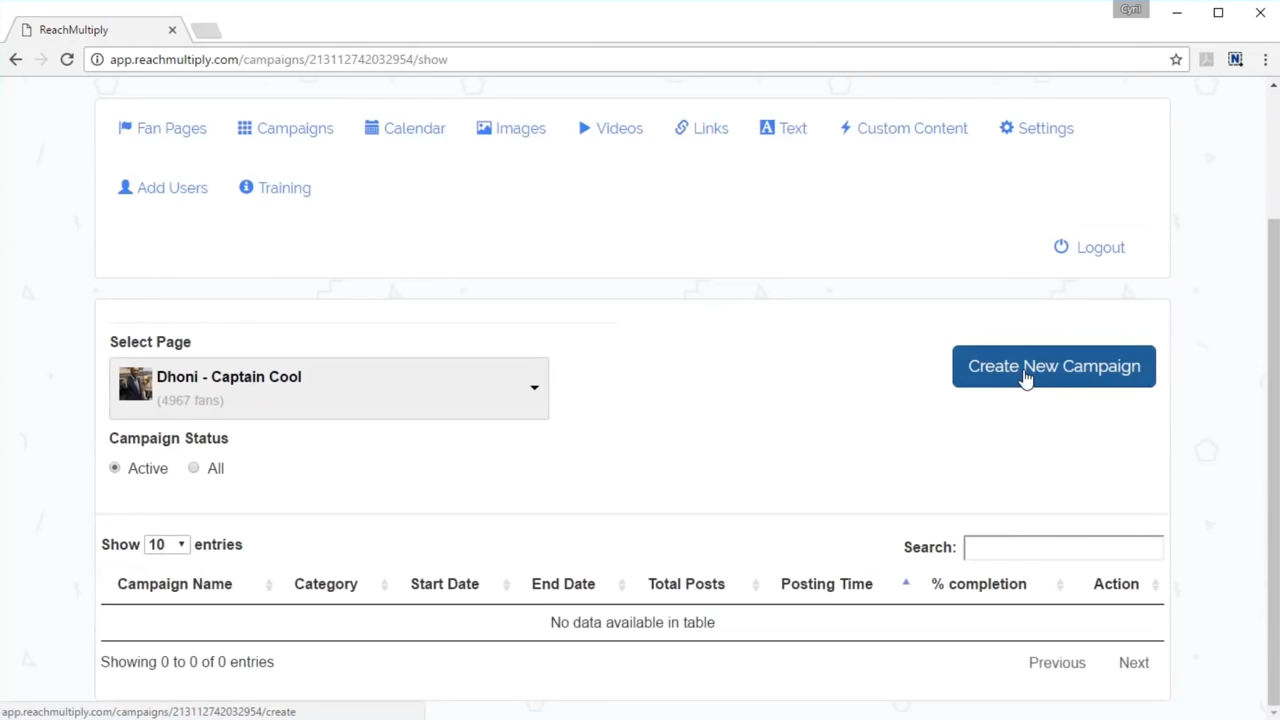 Cyril
ReachMultiply
app.reachmultiply.com/campaigns/213112742032954/show
Fan Pages Campaigns Calendar Images Videos Links Text Custom Content Settings
Add Users Training
Logout
Select Page
Create New Campaign
Dhoni - Captain Cool
(4967 fans)
Campaign Status
Active All
Show 10 entries Search:
Campaign Name Category Start Date End Date Total Posts Posting Time % completion Action
No data available in table
Showing 0 to 0 of 0 entries Previous Next
app.reachmultiply.com/campaigns/213112742032954/create